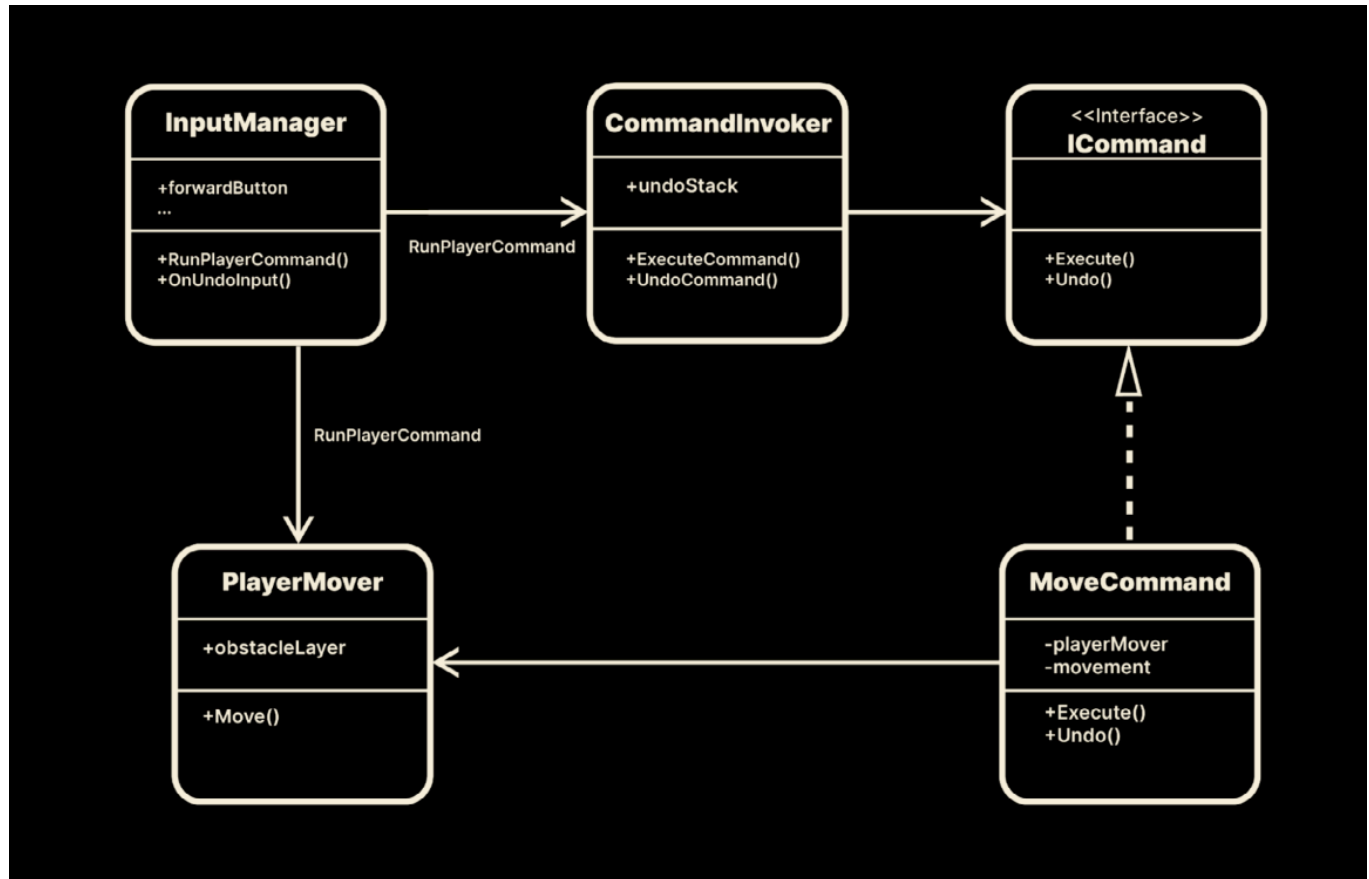 InputManager
+forwardButton
...
+RunPlayerCommand()
+OnUndoInput()
RunPlayerCommand
CommandInvoker
+undoStack
+ExecuteCommand()
+UndoCommand()
<<Interface>>
ICommand
+Execute()
+Undo()
RunPlayerCommand
PlayerMover
+obstacleLayer
+Move()
MoveCommand
-playerMover
-movement
+Execute()
+Undo()